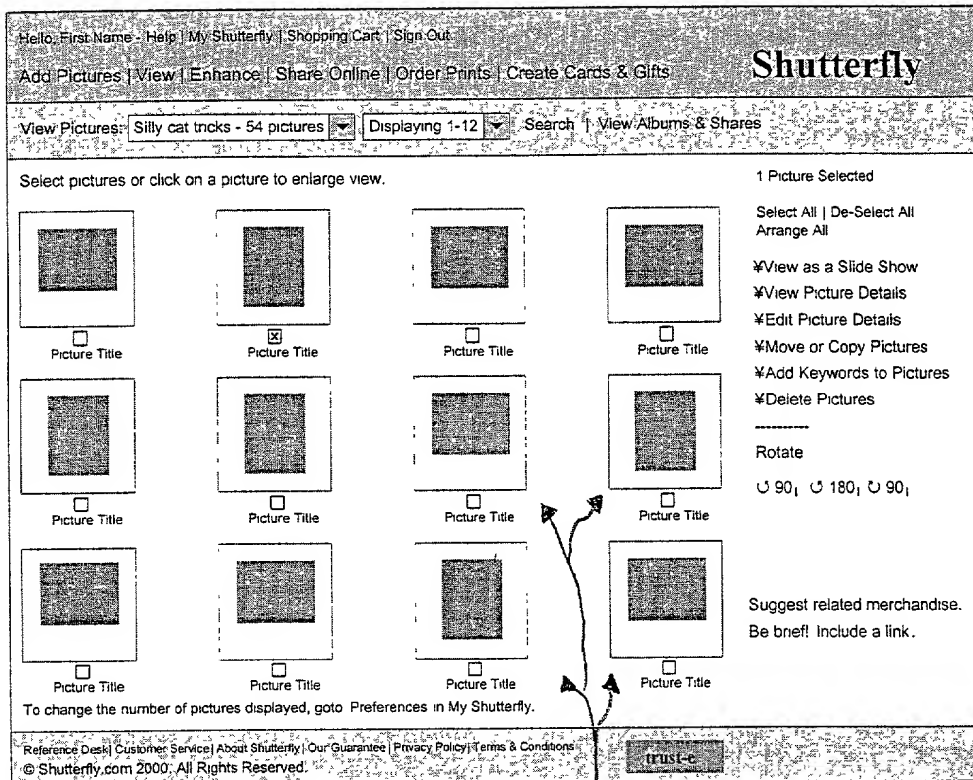 Hello, First Name - Help | My Shutterfly | Shopping Cart | Sign Out
Add Pictures | View | Enhance | Share Online | Order Prints | Create Cards & Gifts
Shutterfly
View Pictures: Silly cat tricks - 54 pictures Displaying 1-12 Search | View Albums & Shares
Select pictures or click on a picture to enlarge view.
Picture Title Picture Title Picture Title Picture Title
Picture Title Picture Title Picture Title Picture Title
Picture Title Picture Title Picture Title Picture Title
To change the number of pictures displayed, goto Preferences in My Shutterfly.
1 Picture Selected
Select All | De-Select All
Arrange All
¥View as a Slide Show
¥View Picture Details
¥Edit Picture Details
¥Move or Copy Pictures
¥Add Keywords to Pictures
¥Delete Pictures
----------
Rotate
↺ 90¡ ↺ 180¡ ↻ 90¡
Suggest related merchandise.
Be brief! Include a link.
Reference Desk| Customer Service| About Shutterfly| Our Guarantee| Privacy Policy| Terms & Conditions
© Shutterfly.com 2000, All Rights Reserved.
trust-e